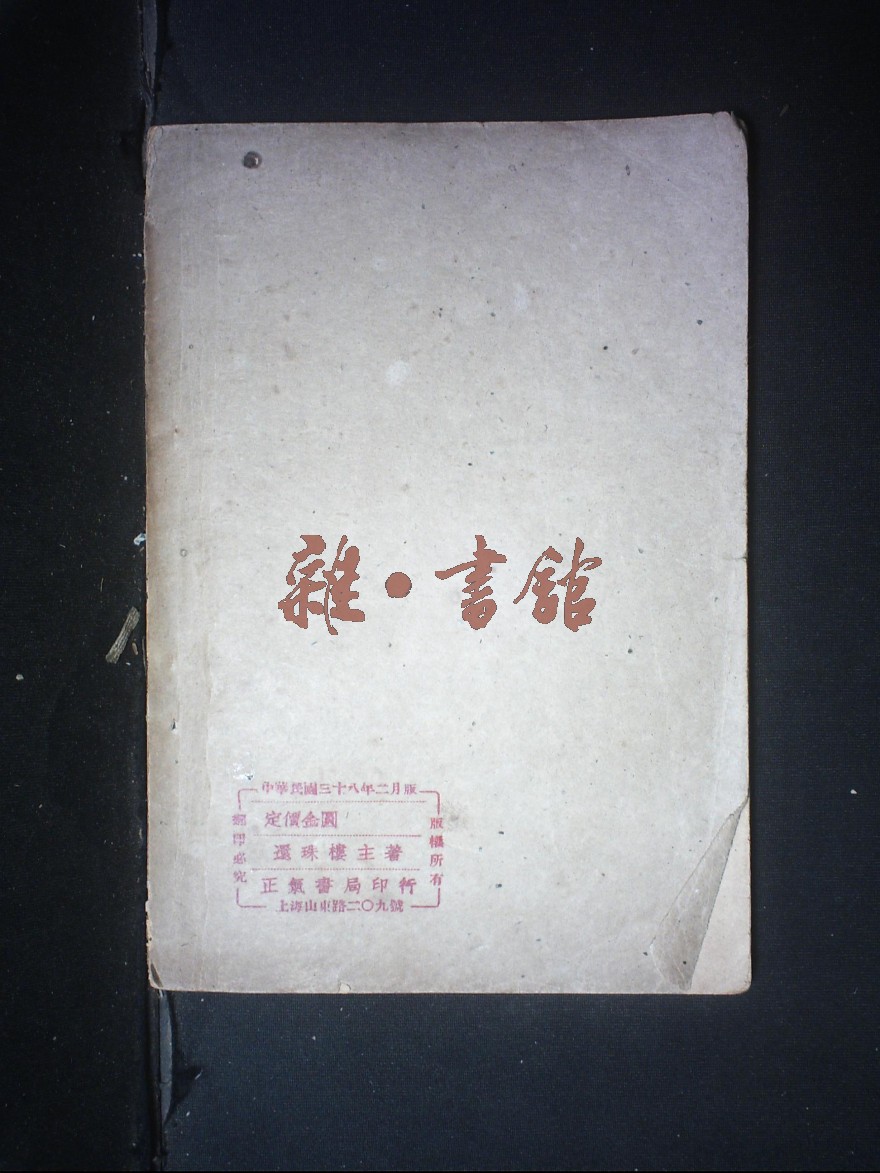 雜·書館
中華民國三十八年二月版
定價金圓
還珠樓主著
正氣書局印行
上海山東路二〇九號
版權所有
翻印必究